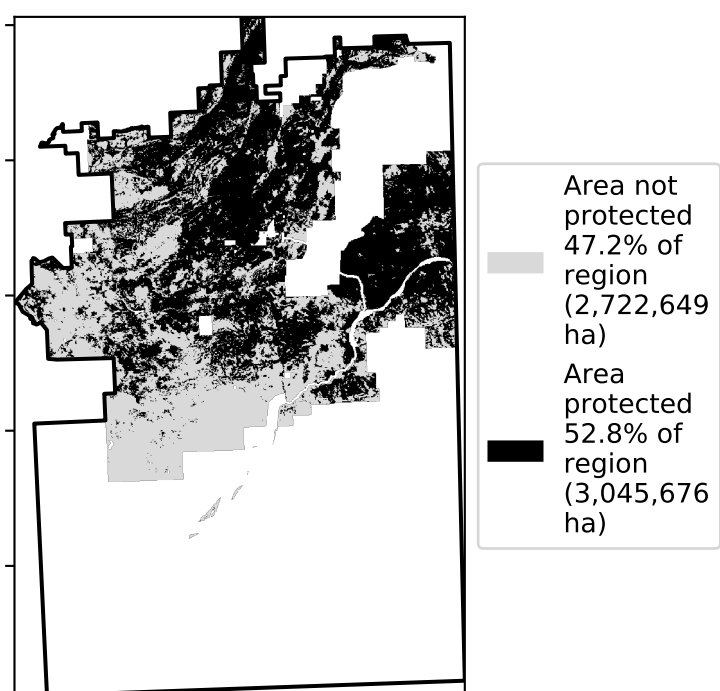 Area not
protected
47.2% of
region
(2,722,649
ha)
Area
protected
52.8% of
region
(3,045,676
ha)